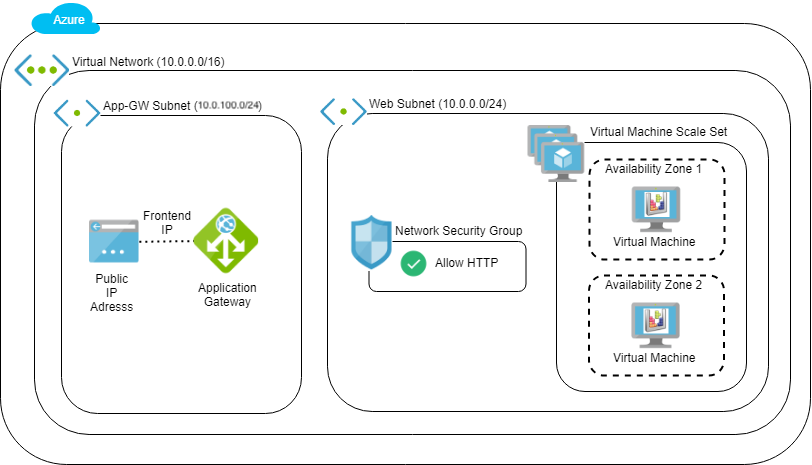 Azure
Virtual Network (10.0.0.0/16)
App-GW Subnet (10.0.100.0/24)
Web Subnet (10.0.0.0/24)
Virtual Machine Scale Set
Availability Zone 1
Virtual Machine
Frontend
IP
Network Security Group
Allow HTTP
Public
IP
Adresss
Application
Gateway
Availability Zone 2
Virtual Machine